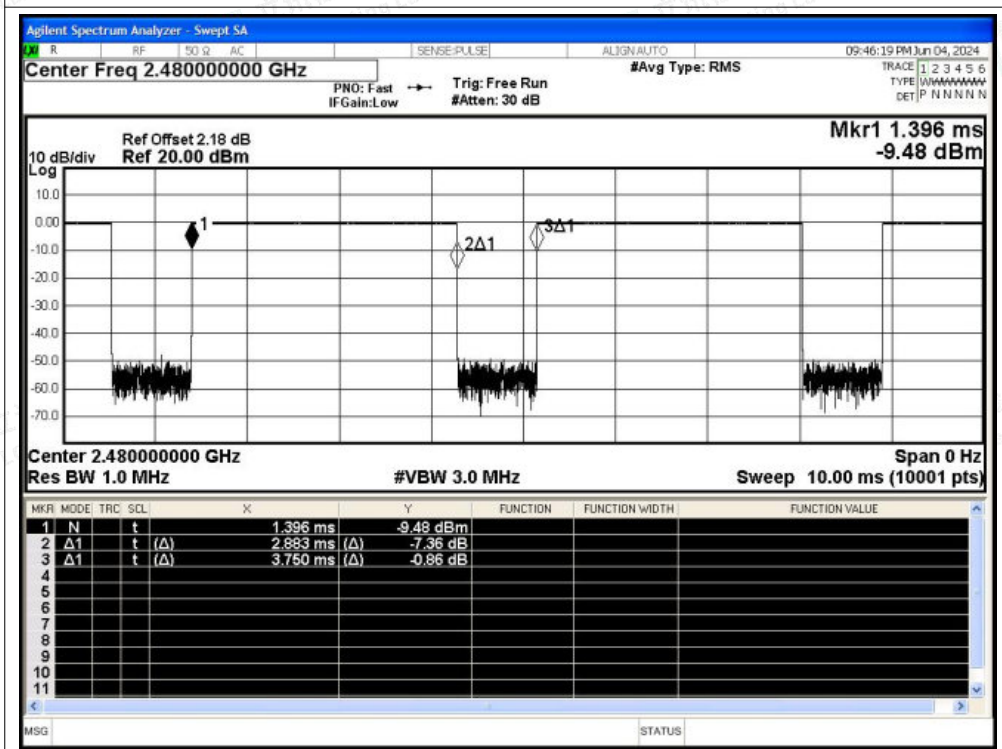 Agilent Spectrum Analyzer - Swept SA
R RF 50 Ω AC SENSE:PULSE ALIGNAUTO 09:46:19 PM Jun 04, 2024
Center Freq 2.480000000 GHz #Avg Type: RMS TRACE 1 2 3 4 5 6
PNO: Fast Trig: Free Run TYPE
IFGain:Low #Atten: 30 dB DET P N N N N N
Mkr1 1.396 ms
Ref Offset 2.18 dB
10 dB/div Ref 20.00 dBm -9.48 dBm
Log
10.0
0.00
1
3Δ1
2Δ1
-10.0
-20.0
-30.0
-40.0
-50.0
-60.0
-70.0
Center 2.480000000 GHz Span 0 Hz
Res BW 1.0 MHz #VBW 3.0 MHz Sweep 10.00 ms (10001 pts)
MKR MODE TRC SCL X Y FUNCTION FUNCTION WIDTH FUNCTION VALUE
1 N t 1.396 ms -9.48 dBm
2 Δ1 t (Δ) 2.883 ms (Δ) -7.36 dB
3 Δ1 t (Δ) 3.750 ms (Δ) -0.86 dB
4
5
6
7
8
9
10
11
MSG STATUS